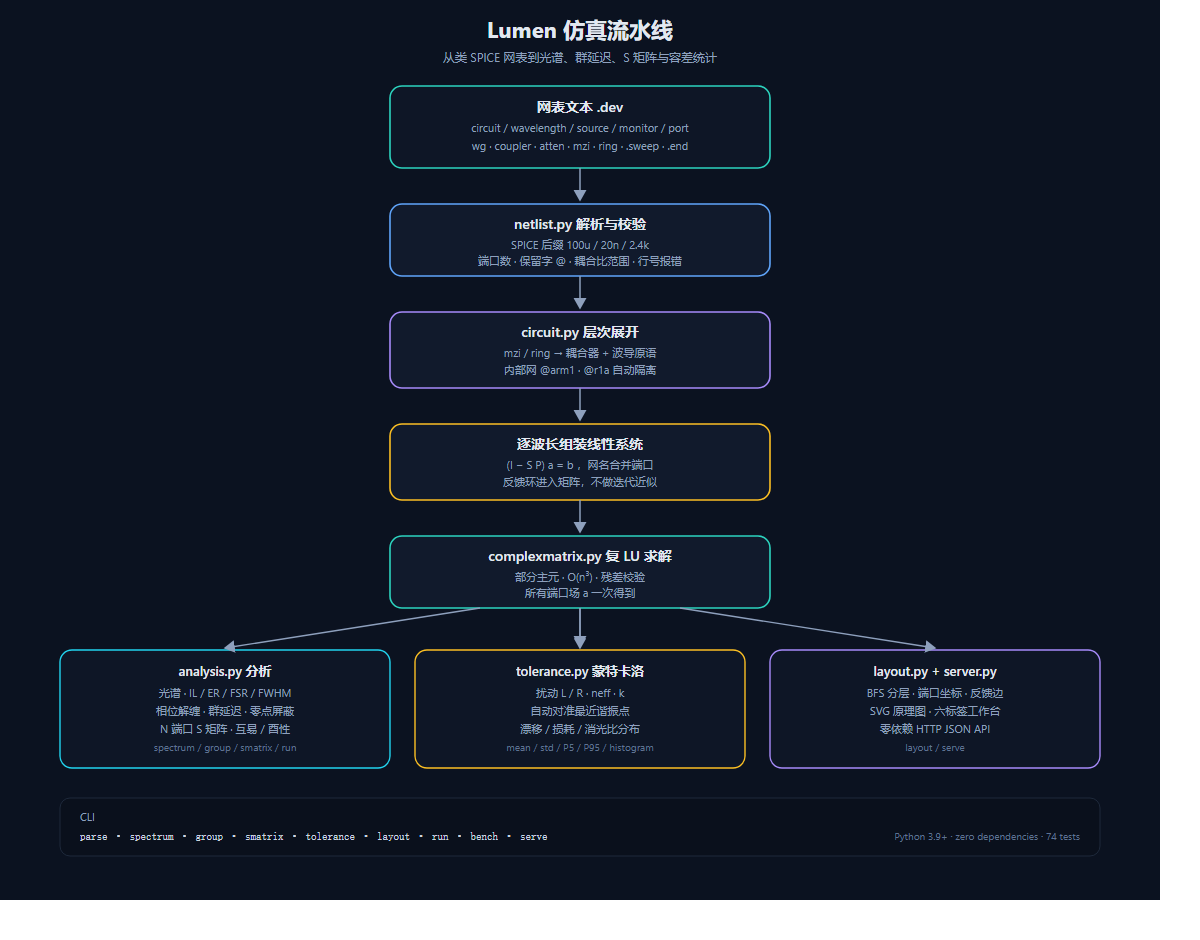 Lumen 仿真流水线
从类 SPICE 网表到光谱、群延迟、S 矩阵与容差统计
网表文本 .dev
circuit / wavelength / source / monitor / port
wg · coupler · atten · mzi · ring · .sweep · .end
netlist.py 解析与校验
SPICE 后缀 100u / 20n / 2.4k
端口数 · 保留字 @ · 耦合比范围 · 行号报错
circuit.py 层次展开
mzi / ring → 耦合器 + 波导原语
内部网 @arm1 · @r1a 自动隔离
逐波长组装线性系统
(I − S P) a = b ，网名合并端口
反馈环进入矩阵，不做迭代近似
complexmatrix.py 复 LU 求解
部分主元 · O(n³) · 残差校验
所有端口场 a 一次得到
analysis.py 分析
光谱 · IL / ER / FSR / FWHM
相位解缠 · 群延迟 · 零点屏蔽
N 端口 S 矩阵 · 互易 / 酉性
spectrum / group / smatrix / run
tolerance.py 蒙特卡洛
扰动 L / R · neff · k
自动对准最近谐振点
漂移 / 损耗 / 消光比分布
mean / std / P5 / P95 / histogram
layout.py + server.py
BFS 分层 · 端口坐标 · 反馈边
SVG 原理图 · 六标签工作台
零依赖 HTTP JSON API
layout / serve
CLI
parse · spectrum · group · smatrix · tolerance · layout · run · bench · serve
Python 3.9+ · zero dependencies · 74 tests